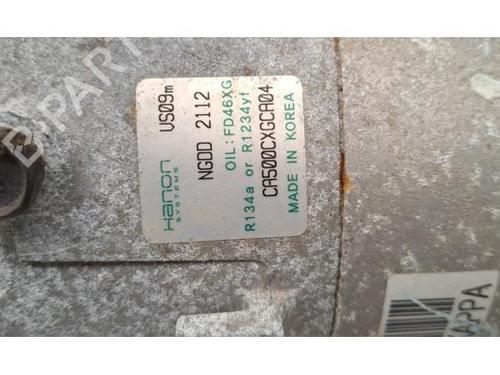 Hanon
SYSTEMS
VS09m
NGDD 2112
OIL: FD46XG
R134a or R1234yf
CA500CXGCA04
MADE IN KOREA
KAPPA
B-PARTS